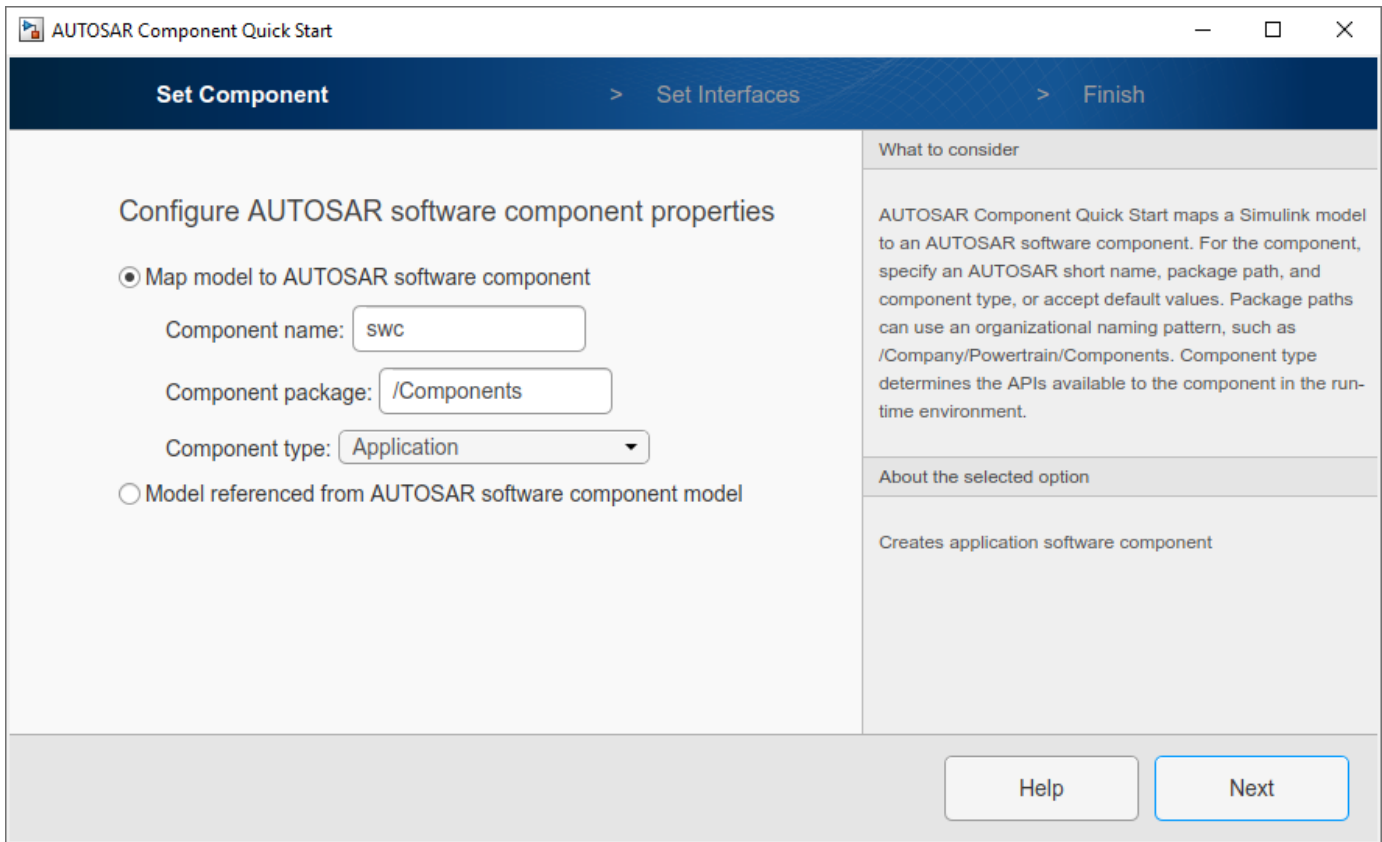 AUTOSAR Component Quick Start
Set Component > Set Interfaces > Finish
Configure AUTOSAR software component properties
Map model to AUTOSAR software component
Component name: swc
Component package: /Components
Component type: Application
Model referenced from AUTOSAR software component model
What to consider
AUTOSAR Component Quick Start maps a Simulink model
to an AUTOSAR software component. For the component,
specify an AUTOSAR short name, package path, and
component type, or accept default values. Package paths
can use an organizational naming pattern, such as
/Company/Powertrain/Components. Component type
determines the APIs available to the component in the run-
time environment.
About the selected option
Creates application software component
Help
Next